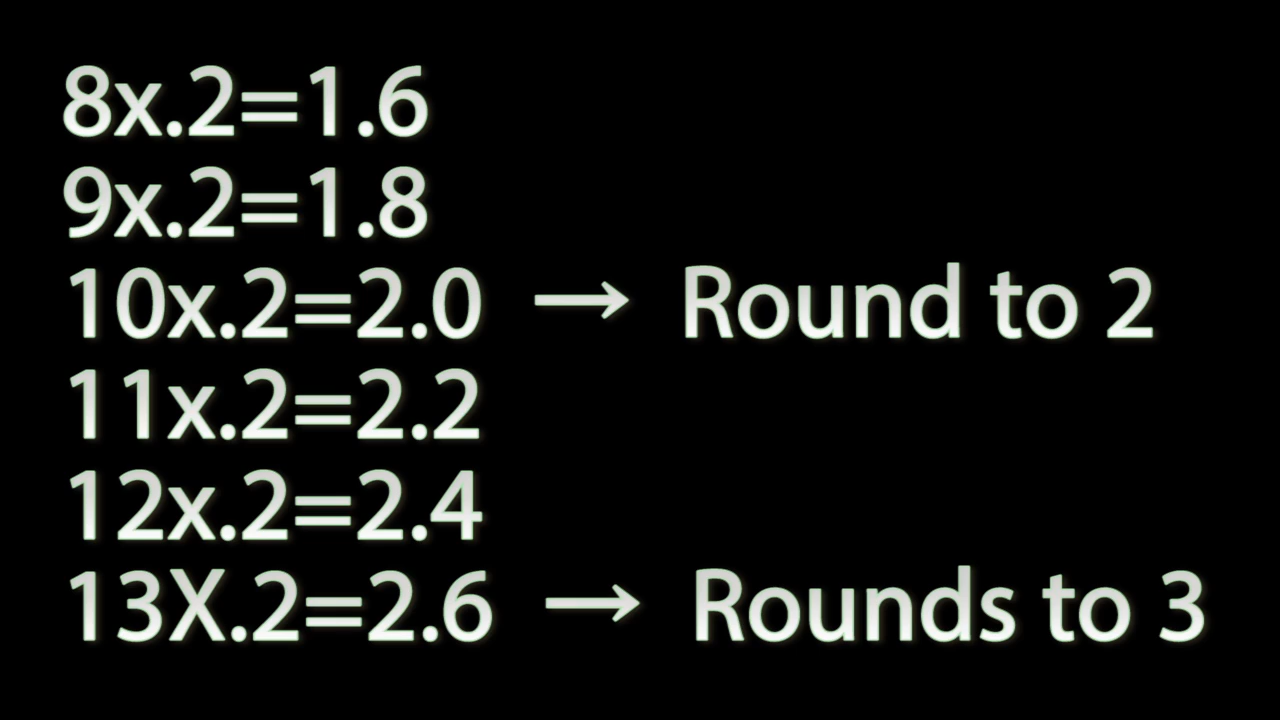 8x.2=1.6
9x.2=1.8
10x.2=2.0 → Round to 2
11x.2=2.2
12x.2=2.4
13X.2=2.6 → Rounds to 3